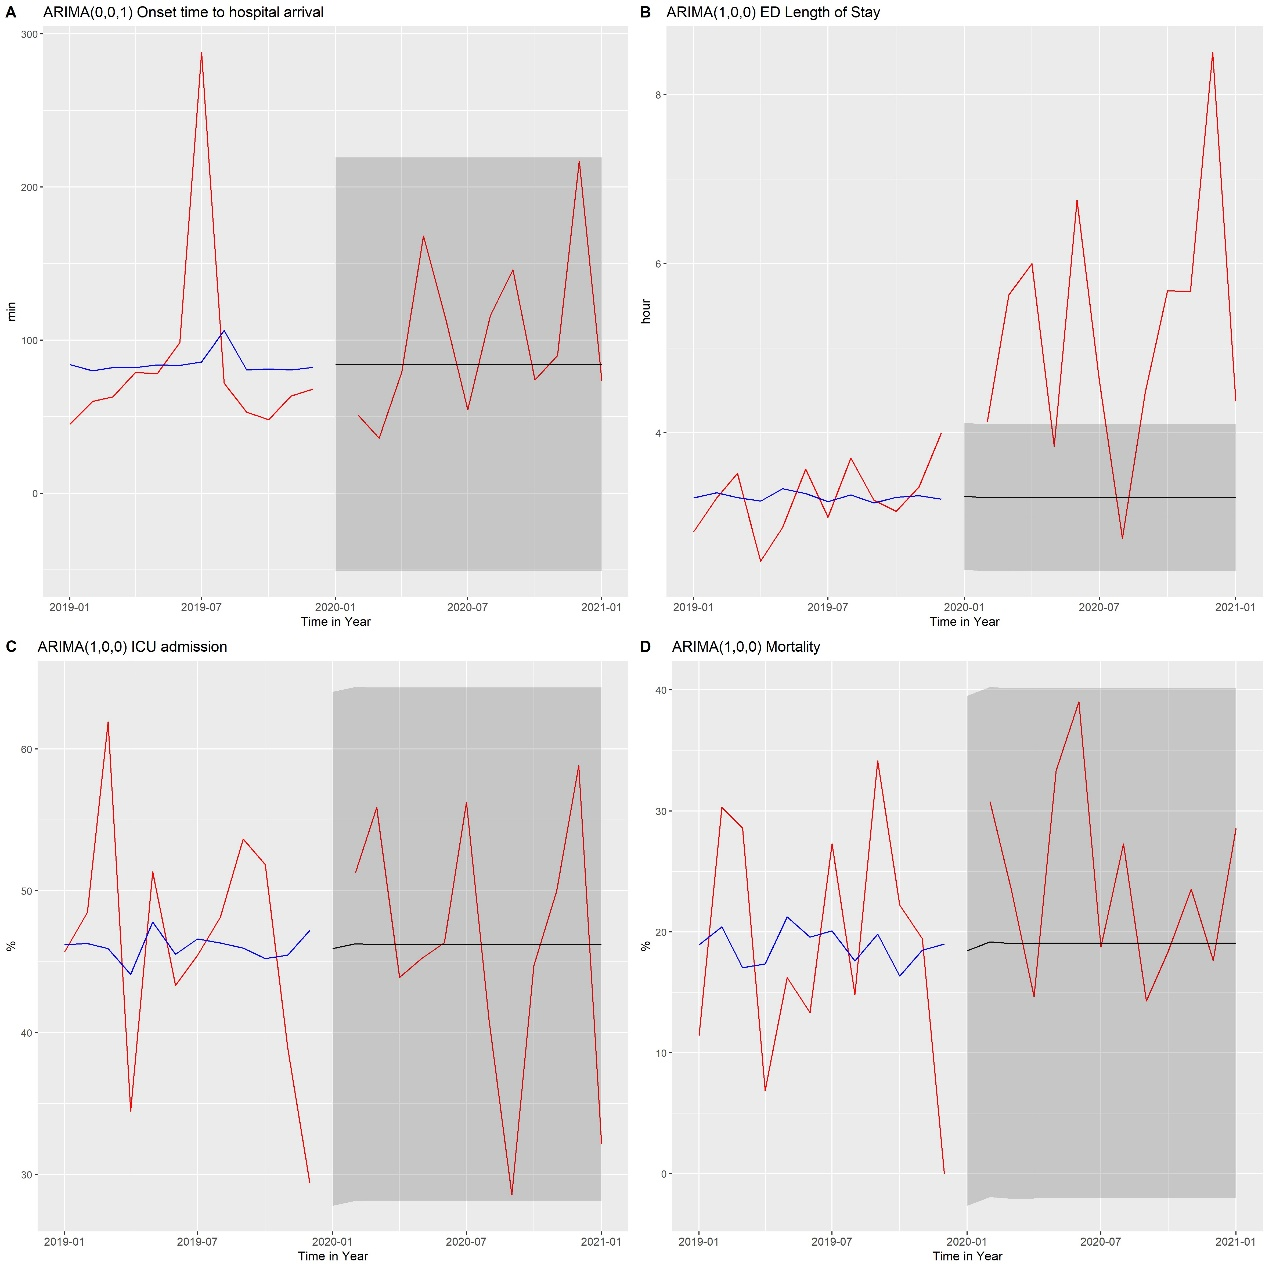 A ARIMA(0,0,1) Onset time to hospital arrival
300
200
100
0
min
2019-01 2019-07 2020-01 2020-07 2021-01
Time in Year
B ARIMA(1,0,0) ED Length of Stay
8
6
4
hour
2019-01 2019-07 2020-01 2020-07 2021-01
Time in Year
C ARIMA(1,0,0) ICU admission
60
50
40
30
%
2019-01 2019-07 2020-01 2020-07 2021-01
Time in Year
D ARIMA(1,0,0) Mortality
40
30
20
10
0
%
2019-01 2019-07 2020-01 2020-07 2021-01
Time in Year